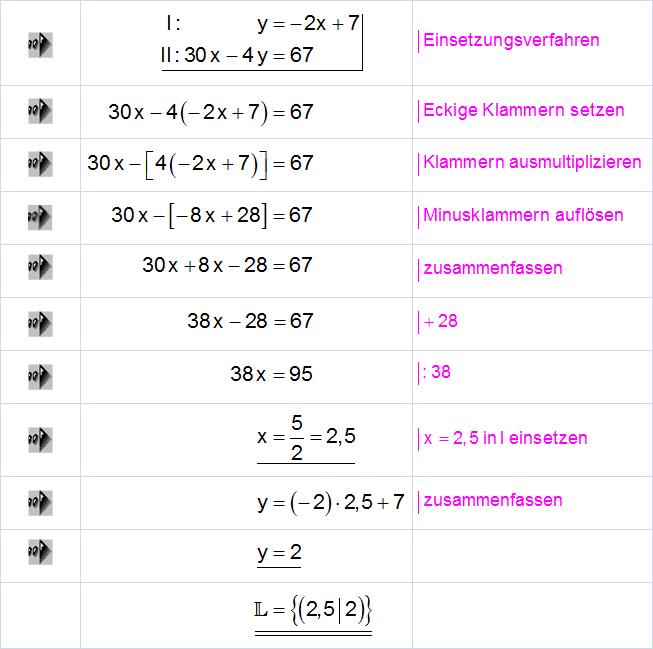 I: y = −2x + 7
II: 30x − 4y = 67 |Einsetzungsverfahren
30x − 4(−2x + 7) = 67 |Eckige Klammern setzen
30x − [4(−2x + 7)] = 67 |Klammern ausmultiplizieren
30x − [−8x + 28] = 67 |Minusklammern auflösen
30x + 8x − 28 = 67 |zusammenfassen
38x − 28 = 67 |+ 28
38x = 95 |: 38
x = 5/2 = 2,5 |x = 2,5 in I einsetzen
y = (−2) · 2,5 + 7 |zusammenfassen
y = 2
𝕃 = {(2,5 | 2)}